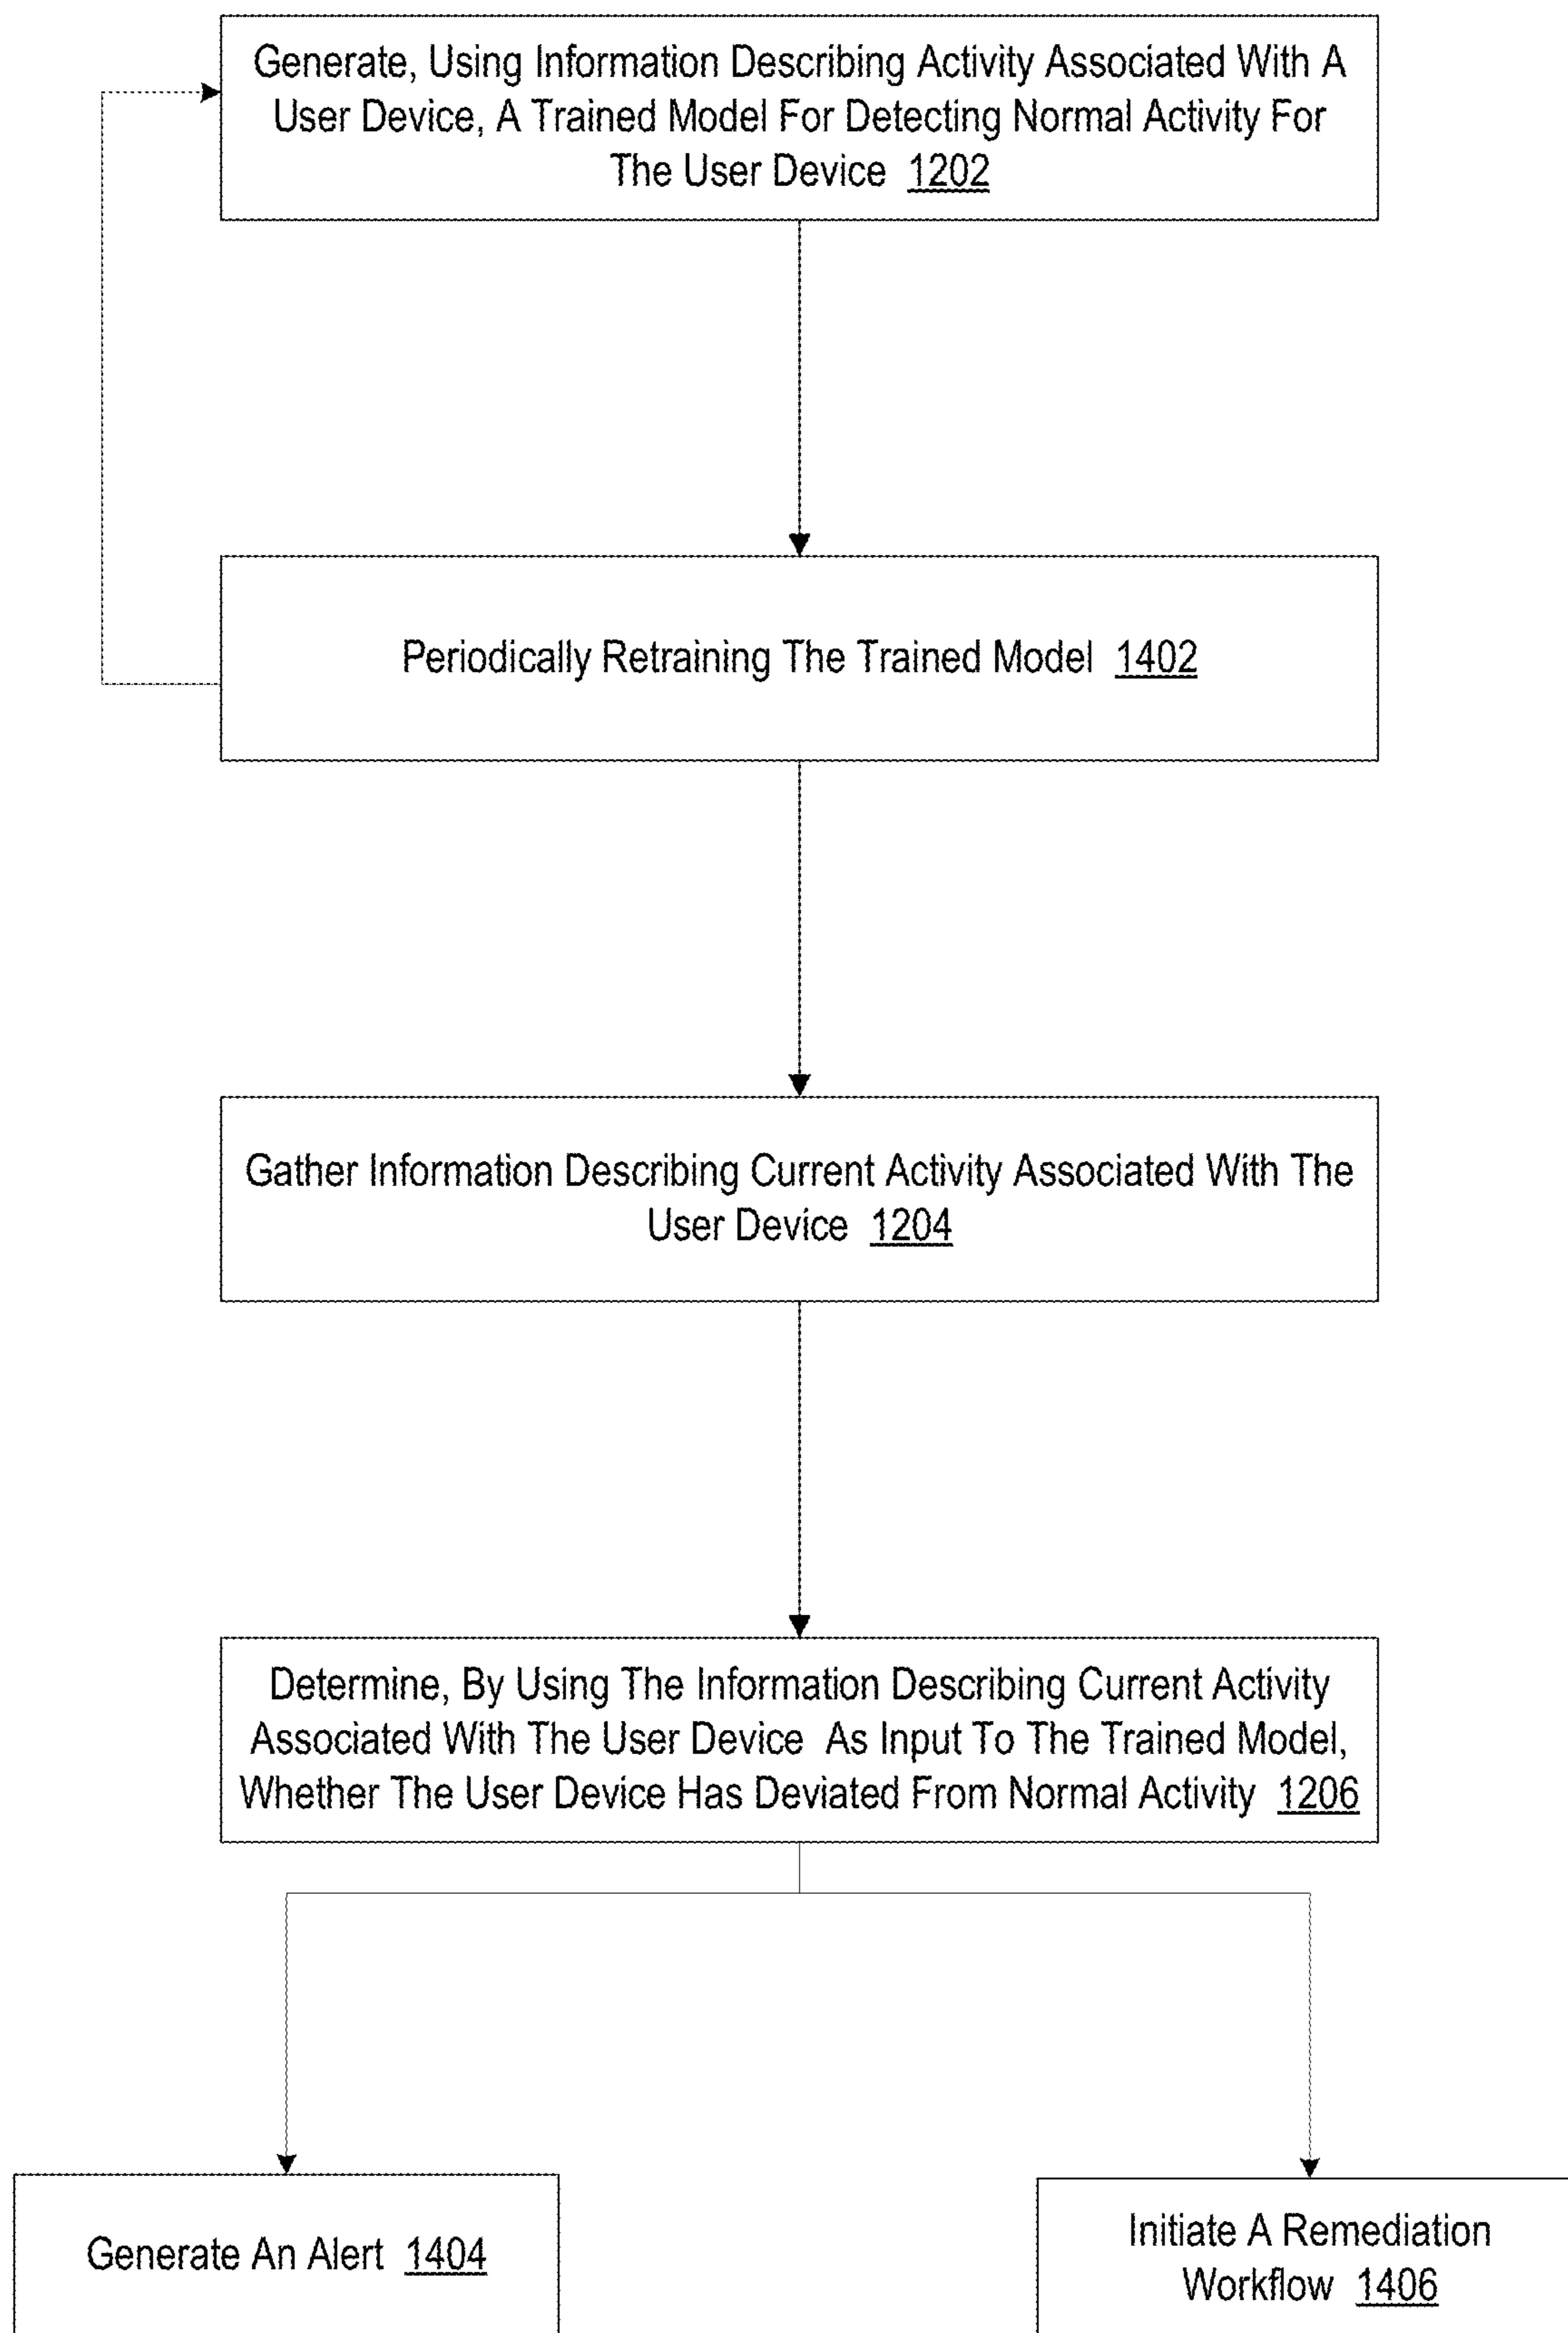 Generate, Using Information Describing Activity Associated With A
User Device, A Trained Model For Detecting Normal Activity For
The User Device 1202
Periodically Retraining The Trained Model 1402
Gather Information Describing Current Activity Associated With The
User Device 1204
Determine, By Using The Information Describing Current Activity
Associated With The User Device As Input To The Trained Model,
Whether The User Device Has Deviated From Normal Activity 1206
Generate An Alert 1404
Initiate A Remediation
Workflow 1406